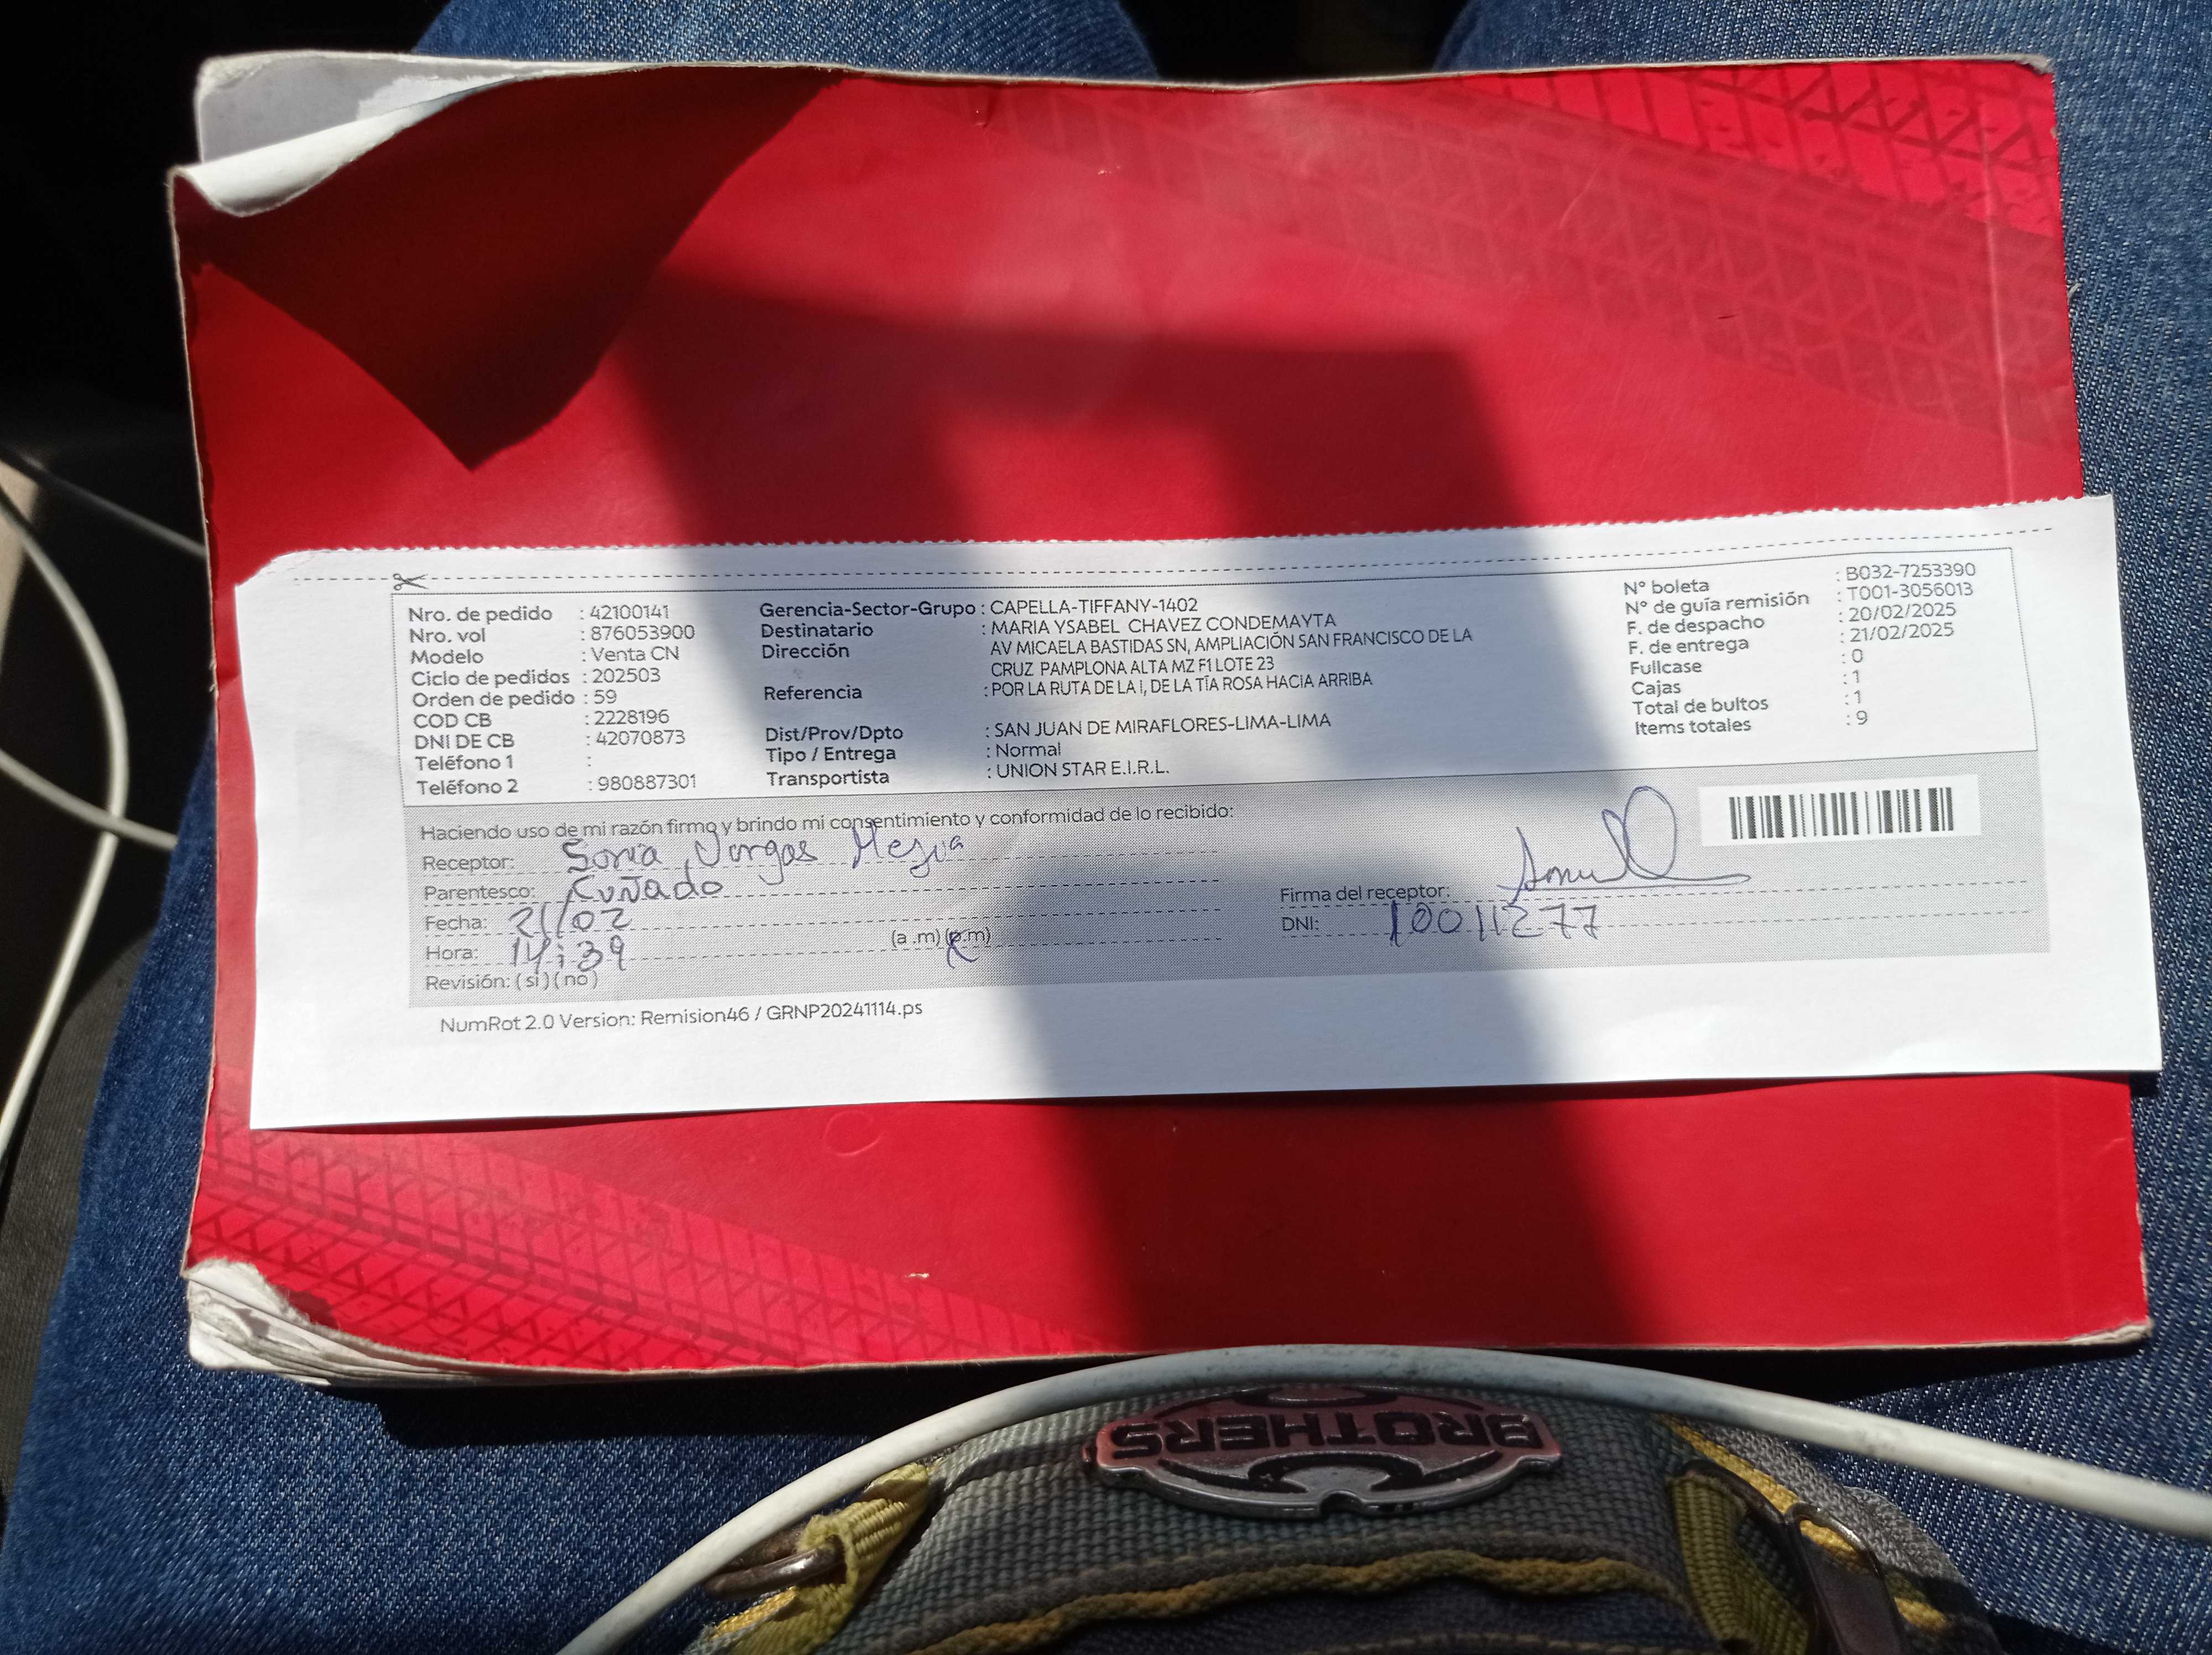 Nro. de pedido : 42100141
Nro. vol : 876053900
Modelo : Venta CN
Ciclo de pedidos : 202503
Orden de pedido : 59
COD CB : 2228196
DNI DE CB : 42070873
Teléfono 1 :
Teléfono 2 : 980887301
Gerencia-Sector-Grupo : CAPELLA-TIFFANY-1402
Destinatario : MARIA YSABEL CHAVEZ CONDEMAYTA
Dirección AV MICAELA BASTIDAS SN, AMPLIACIÓN SAN FRANCISCO DE LA
CRUZ PAMPLONA ALTA MZ F1 LOTE 23
Referencia : POR LA RUTA DE LA I, DE LA TÍA ROSA HACIA ARRIBA
Dist/Prov/Dpto : SAN JUAN DE MIRAFLORES-LIMA-LIMA
Tipo / Entrega : Normal
Transportista : UNION STAR E.I.R.L.
N° boleta : B032-7253390
N° de guía remisión : T001-3056013
F. de despacho : 20/02/2025
F. de entrega : 21/02/2025
Fullcase : 0
Cajas : 1
Total de bultos : 1
Items totales : 9
Haciendo uso de mi razón firmo y brindo mi consentimiento y conformidad de lo recibido:
Receptor: Sonia Vargas Mejia
Parentesco: Kuñado
Fecha: 21/02
Hora: 14:39 (a .m) (p.m)
Revisión: (si) (no)
Firma del receptor:
DNI: 10011277
NumRot 2.0 Version: Remision46 / GRNP20241114.ps
BROTHERS